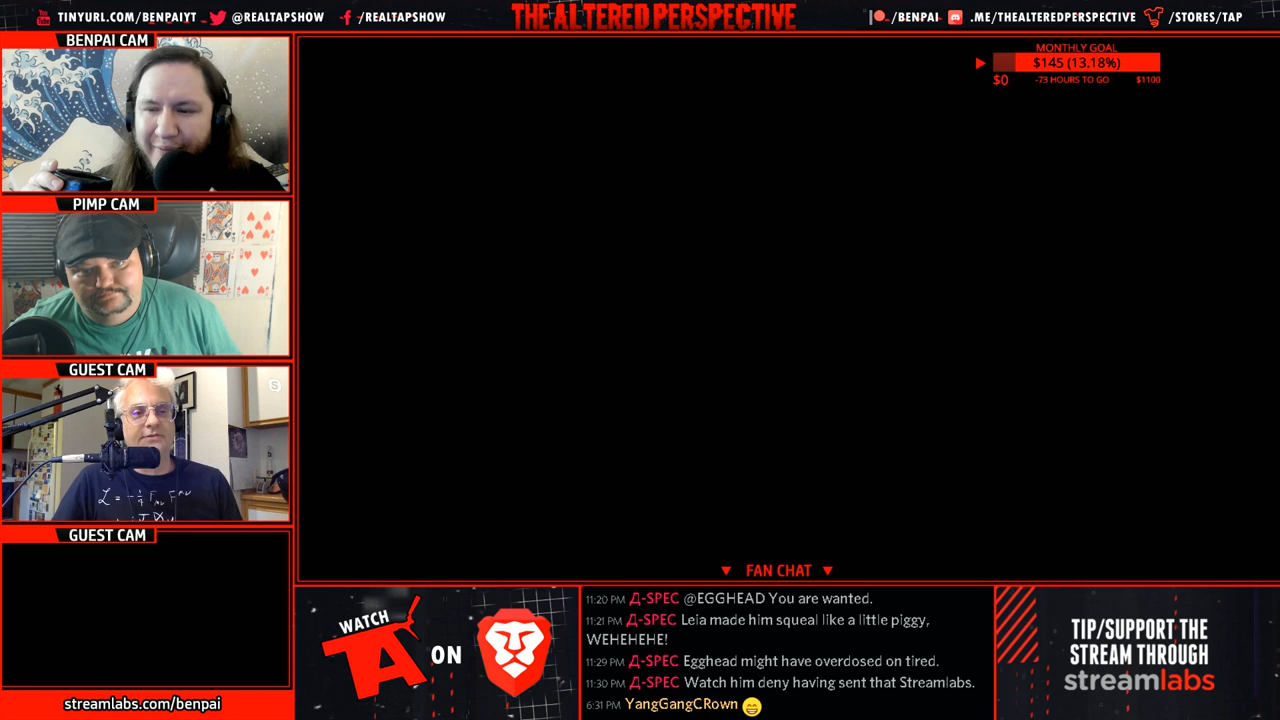 TINYURL.COM/BENPAIYT
@REALTAPSHOW
/REALTAPSHOW
THE ALTERED PERSPECTIVE
/BENPAI
.ME/THEALTEREDPERSPECTIVE
/STORES/TAP
BENPAI CAM
MONTHLY GOAL
$145 (13.18%)
$0
-73 HOURS TO GO
$1100
PIMP CAM
GUEST CAM
GUEST CAM
FAN CHAT
11:20 PM Д-SPEC @EGGHEAD You are wanted.
11:21 PM Д-SPEC Leia made him squeal like a little piggy,
WEHEHEHE!
11:29 PM Д-SPEC Egghead might have overdosed on tired.
11:30 PM Д-SPEC Watch him deny having sent that Streamlabs.
6:31 PM YangGangCRown 😄
WATCH
TA
ON
TIP/SUPPORT THE
STREAM THROUGH
streamlabs
streamlabs.com/benpai